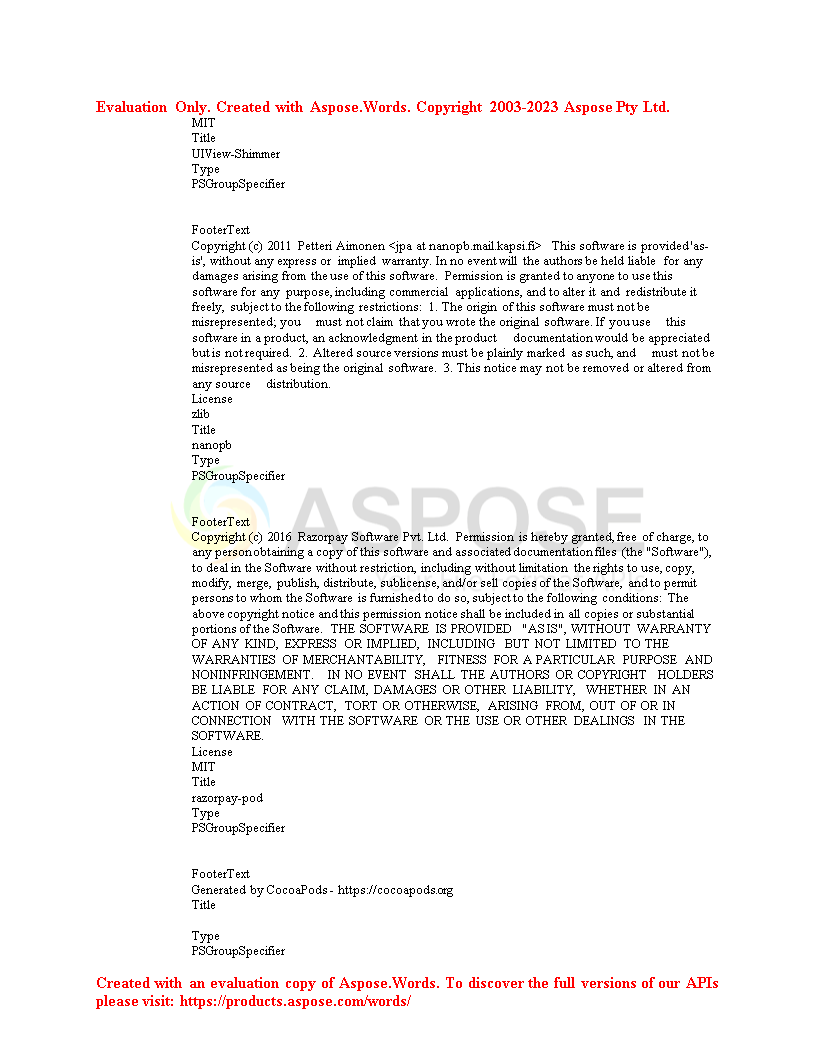 Evaluation Only. Created with Aspose.Words. Copyright 2003-2023 Aspose Pty Ltd.
MIT
Title
UIView-Shimmer
Type
PSGroupSpecifier
FooterText
Copyright (c) 2011 Petteri Aimonen <jpa at nanopb.mail.kapsi.fi> This software is provided 'as-
is', without any express or implied warranty. In no event will the authors be held liable for any
damages arising from the use of this software. Permission is granted to anyone to use this
software for any purpose, including commercial applications, and to alter it and redistribute it
freely, subject to the following restrictions: 1. The origin of this software must not be
misrepresented; you must not claim that you wrote the original software. If you use this
software in a product, an acknowledgment in the product documentation would be appreciated
but is not required. 2. Altered source versions must be plainly marked as such, and must not be
misrepresented as being the original software. 3. This notice may not be removed or altered from
any source distribution.
License
zlib
Title
nanopb
Type
PSGroupSpecifier
ASPOSE
FooterText
Copyright (c) 2016 Razorpay Software Pvt. Ltd. Permission is hereby granted, free of charge, to
any person obtaining a copy of this software and associated documentation files (the "Software"),
to deal in the Software without restriction, including without limitation the rights to use, copy,
modify, merge, publish, distribute, sublicense, and/or sell copies of the Software, and to permit
persons to whom the Software is furnished to do so, subject to the following conditions: The
above copyright notice and this permission notice shall be included in all copies or substantial
portions of the Software. THE SOFTWARE IS PROVIDED "AS IS", WITHOUT WARRANTY
OF ANY KIND, EXPRESS OR IMPLIED, INCLUDING BUT NOT LIMITED TO THE
WARRANTIES OF MERCHANTABILITY, FITNESS FOR A PARTICULAR PURPOSE AND
NONINFRINGEMENT. IN NO EVENT SHALL THE AUTHORS OR COPYRIGHT HOLDERS
BE LIABLE FOR ANY CLAIM, DAMAGES OR OTHER LIABILITY, WHETHER IN AN
ACTION OF CONTRACT, TORT OR OTHERWISE, ARISING FROM, OUT OF OR IN
CONNECTION WITH THE SOFTWARE OR THE USE OR OTHER DEALINGS IN THE
SOFTWARE.
License
MIT
Title
razorpay-pod
Type
PSGroupSpecifier
FooterText
Generated by CocoaPods - https://cocoapods.org
Title
Type
PSGroupSpecifier
Created with an evaluation copy of Aspose.Words. To discover the full versions of our APIs
please visit: https://products.aspose.com/words/